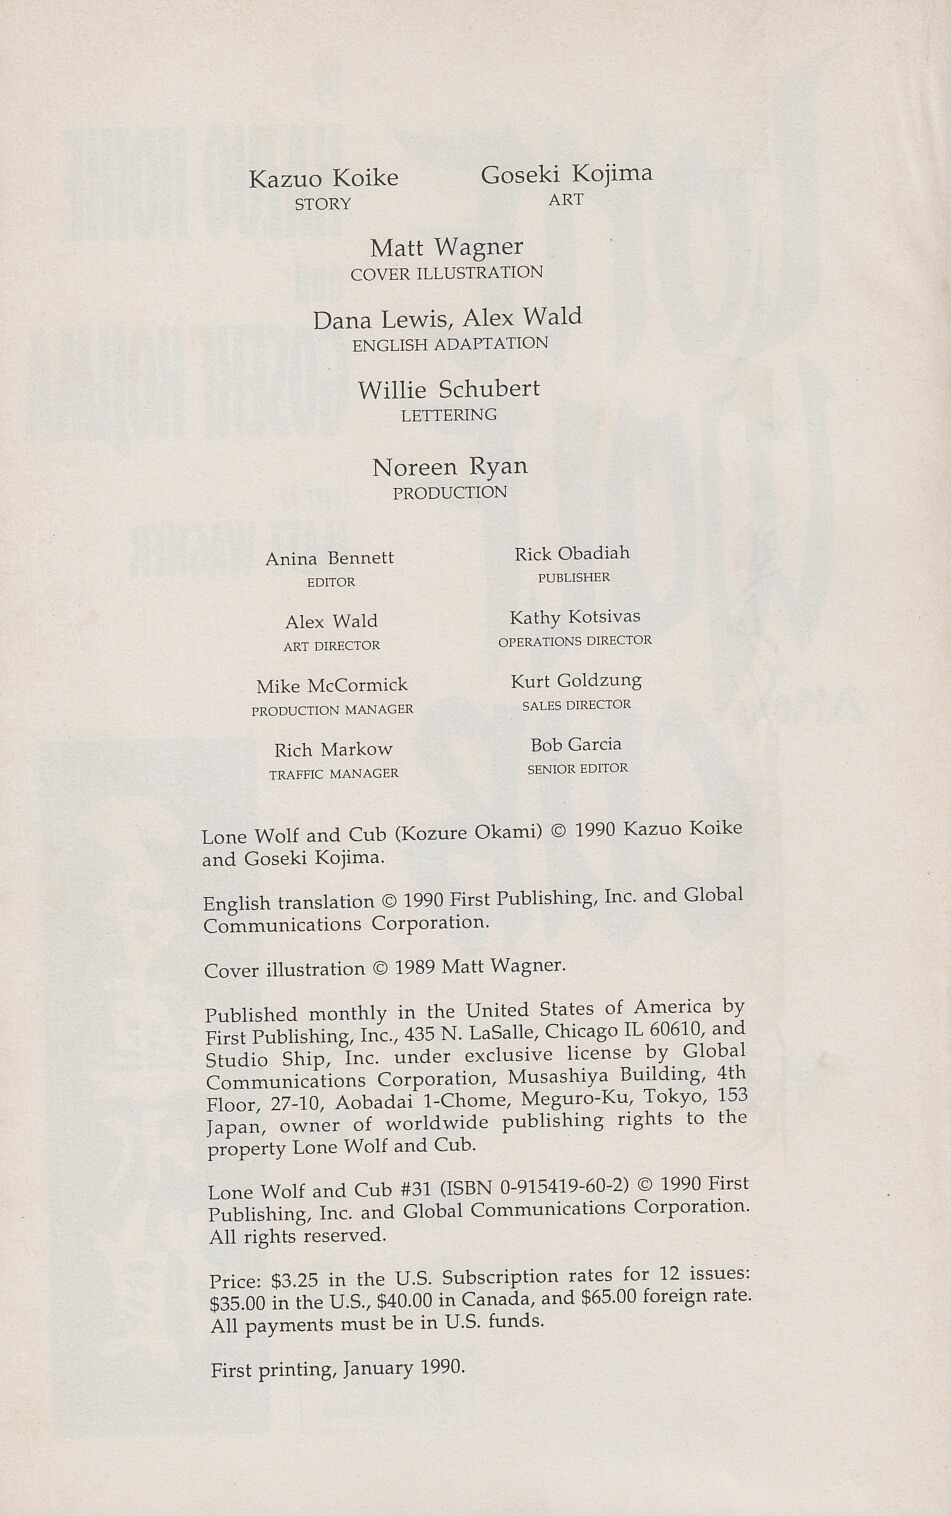 Kazuo Koike
STORY
Goseki Kojima
ART
Matt Wagner
COVER ILLUSTRATION
Dana Lewis, Alex Wald
ENGLISH ADAPTATION
Willie Schubert
LETTERING
Noreen Ryan
PRODUCTION
Anina Bennett
EDITOR
Rick Obadiah
PUBLISHER
Alex Wald
ART DIRECTOR
Kathy Kotsivas
OPERATIONS DIRECTOR
Mike McCormick
PRODUCTION MANAGER
Kurt Goldzung
SALES DIRECTOR
Rich Markow
TRAFFIC MANAGER
Bob Garcia
SENIOR EDITOR
Lone Wolf and Cub (Kozure Okami) © 1990 Kazuo Koike
and Goseki Kojima.
English translation © 1990 First Publishing, Inc. and Global
Communications Corporation.
Cover illustration © 1989 Matt Wagner.
Published monthly in the United States of America by
First Publishing, Inc., 435 N. LaSalle, Chicago IL 60610, and
Studio Ship, Inc. under exclusive license by Global
Communications Corporation, Musashiya Building, 4th
Floor, 27-10, Aobadai 1-Chome, Meguro-Ku, Tokyo, 153
Japan, owner of worldwide publishing rights to the
property Lone Wolf and Cub.
Lone Wolf and Cub #31 (ISBN 0-915419-60-2) © 1990 First
Publishing, Inc. and Global Communications Corporation.
All rights reserved.
Price: $3.25 in the U.S. Subscription rates for 12 issues:
$35.00 in the U.S., $40.00 in Canada, and $65.00 foreign rate.
All payments must be in U.S. funds.
First printing, January 1990.